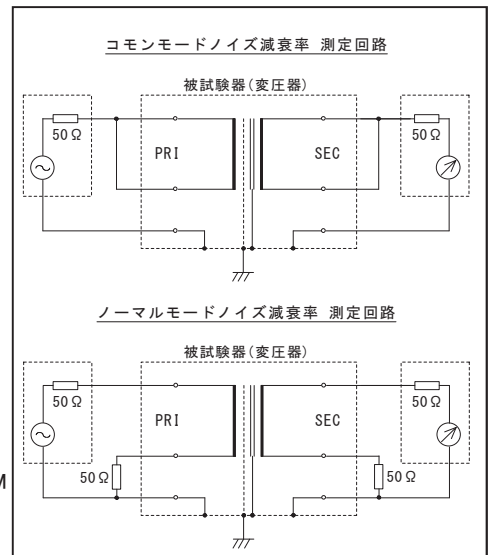 コモンモードノイズ減衰率 測定回路
被試験器(変圧器)
50Ω
PRI
SEC
50Ω
ノーマルモードノイズ減衰率 測定回路
被試験器(変圧器)
50Ω
PRI
SEC
50Ω
50Ω
50Ω
M